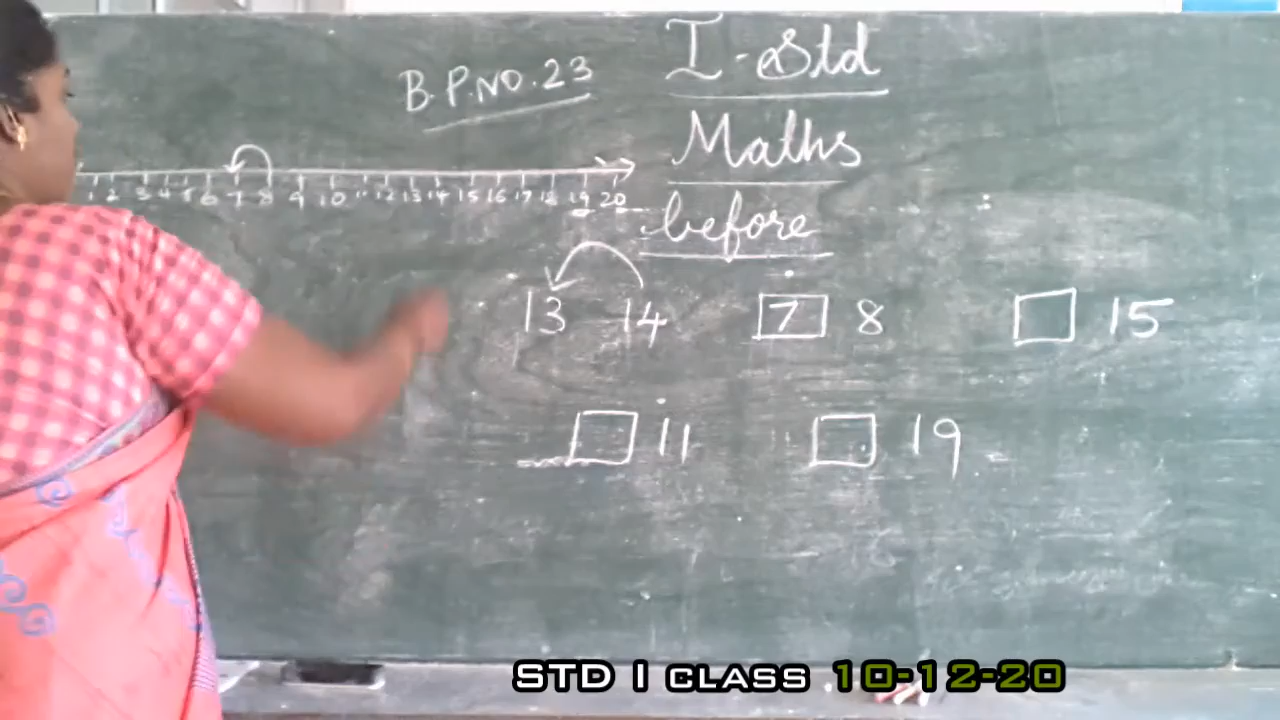 I - Std
B.P.NO.23
Maths
1 2 3 4 5 6 7 8 9 10 11 12 13 14 15 16 17 18 19 20
before
13 14 7 8 15
11 19
STD I CLASS 10-12-20